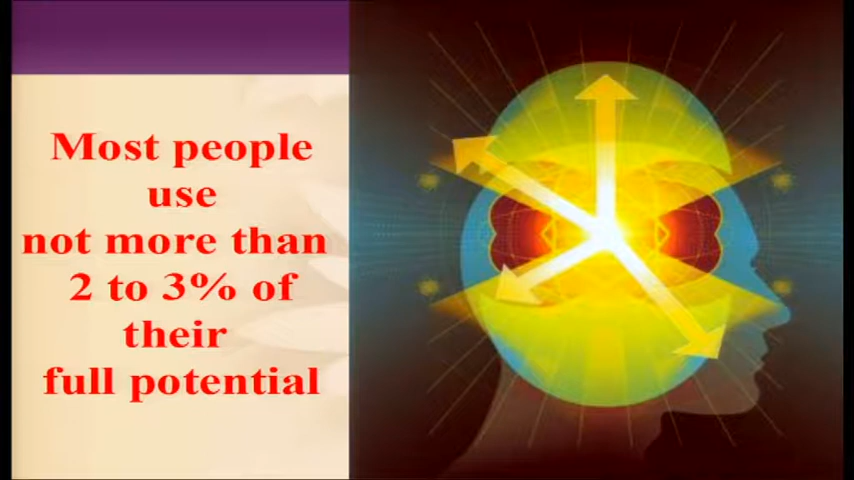 Most people
use
not more than
2 to 3% of
their
full potential